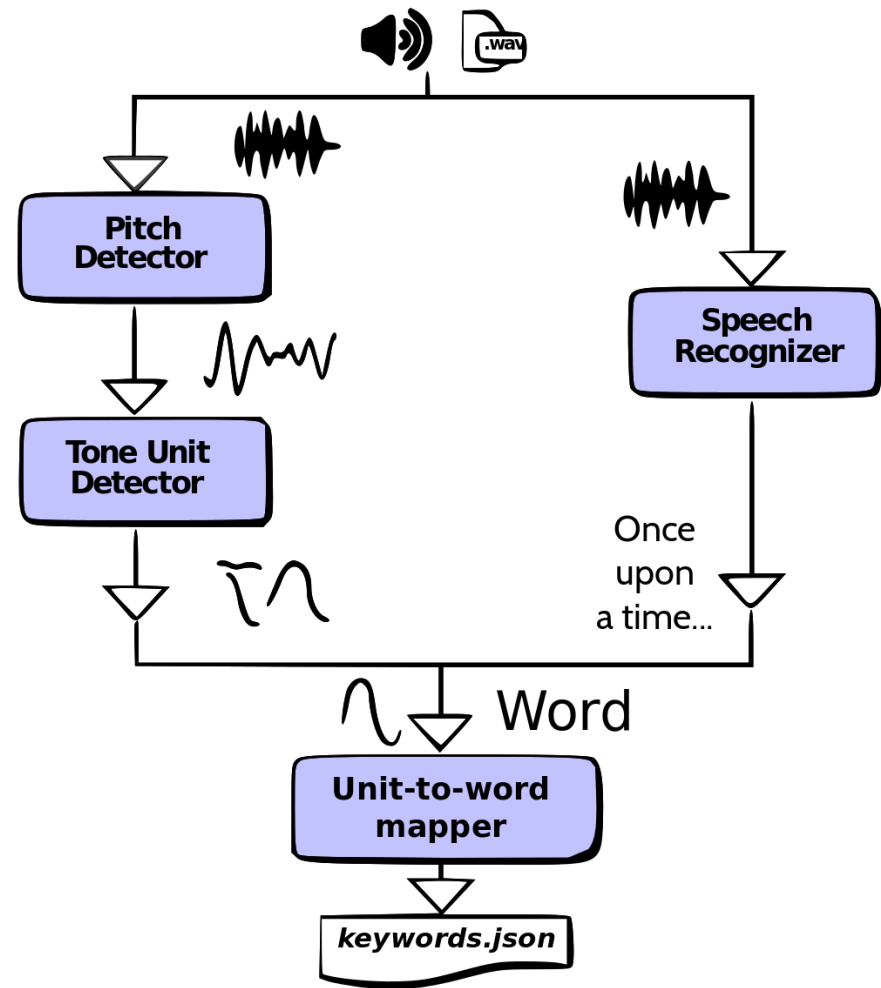 .wav
Pitch
Detector
Speech
Recognizer
Tone Unit
Detector
Once
upon
a time...
Word
Unit-to-word
mapper
keywords.json